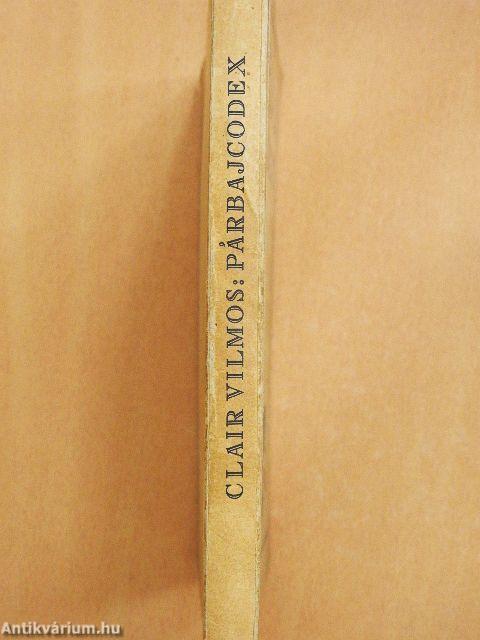 CLAIR VILMOS: PÁRBAJCODEX
Antikvárium.hu